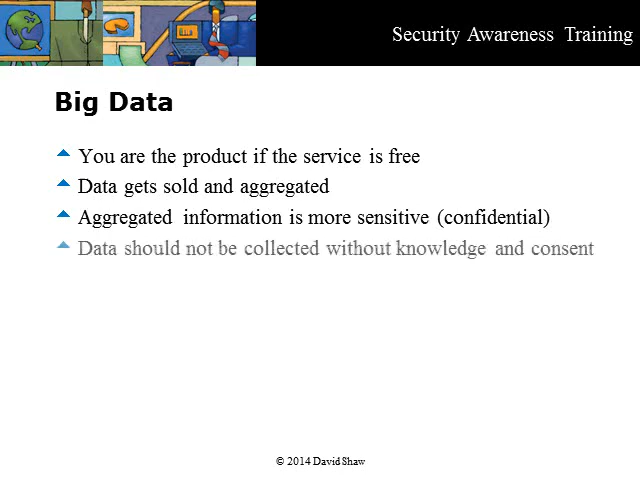 Security Awareness Training
Big Data
You are the product if the service is free
Data gets sold and aggregated
Aggregated information is more sensitive (confidential)
Data should not be collected without knowledge and consent
© 2014 David Shaw